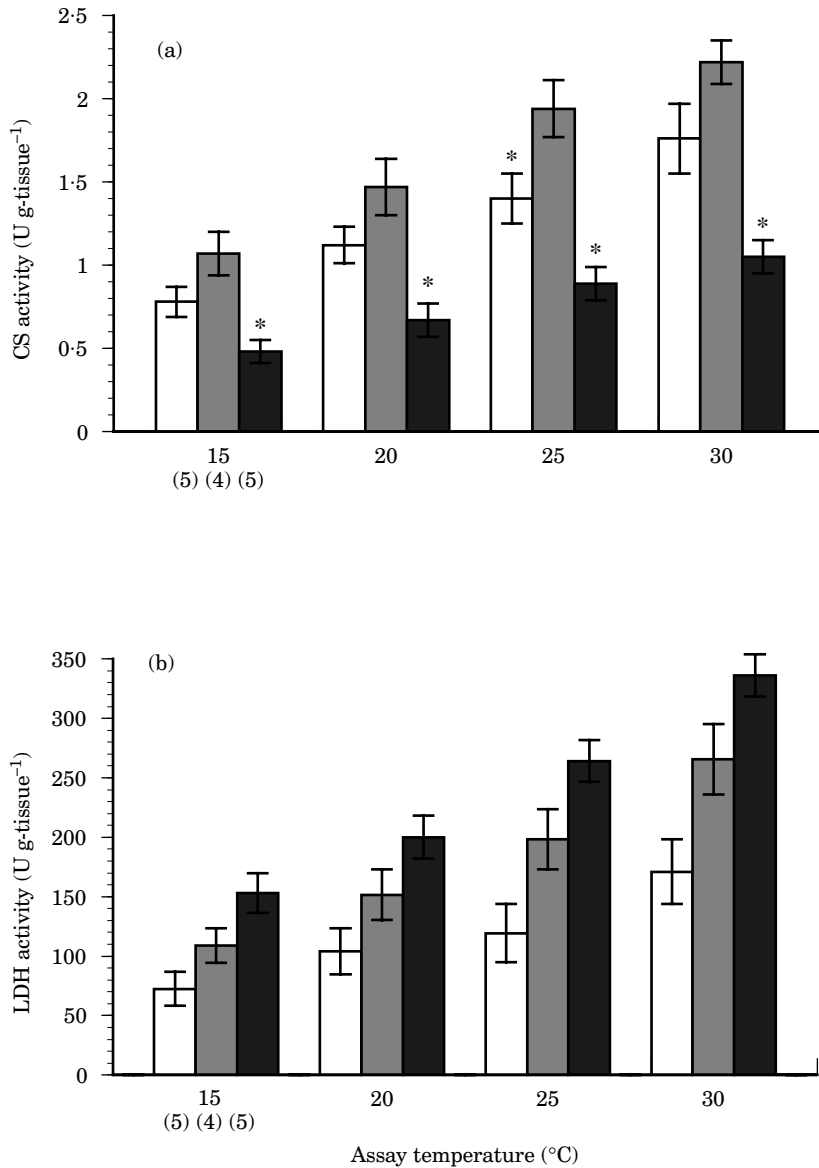 (a)
CS activity (U g-tissue⁻¹)
2·5
2
1·5
1
0·5
0
* * * * *
15 20 25 30
(5) (4) (5)
(b)
LDH activity (U g-tissue⁻¹)
350
300
250
200
150
100
50
0
15 20 25 30
(5) (4) (5)
Assay temperature (°C)